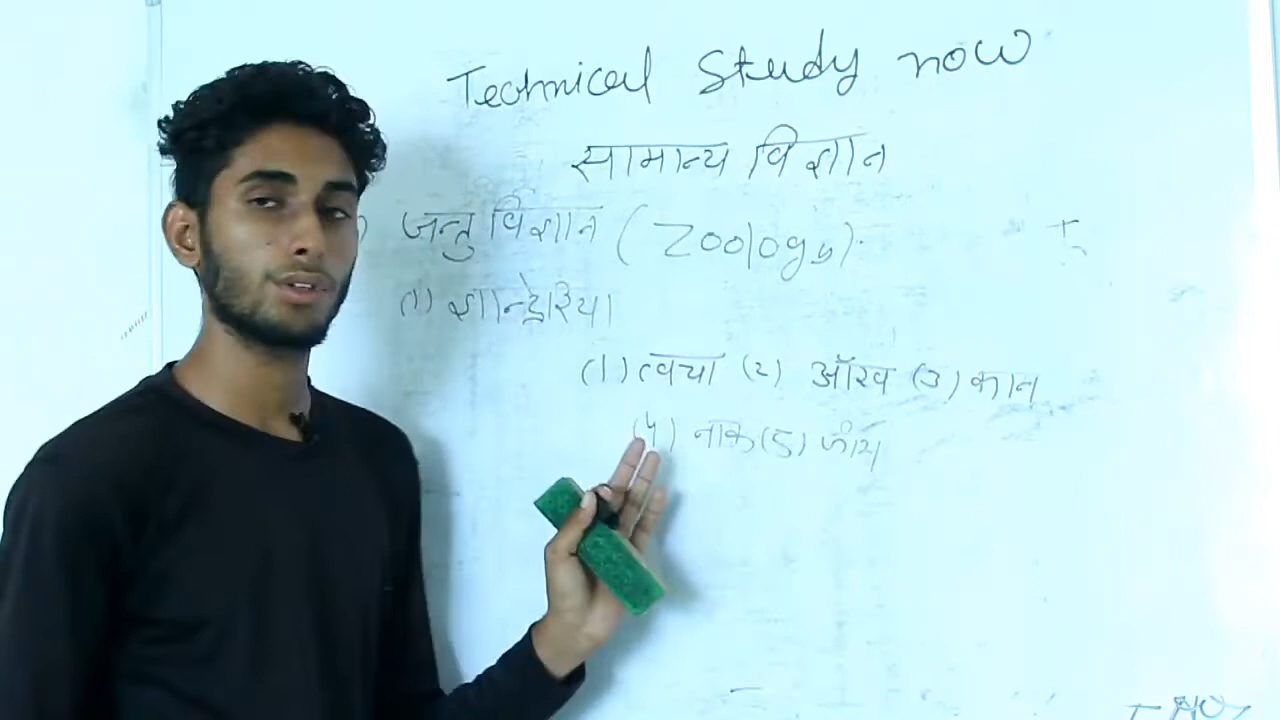 Technical Study now
सामान्य विज्ञान
) जन्तु विज्ञान (Zoology).
(1) ज्ञान्द्रेरिया
(1) त्वचा (2) आँख (3) कान
(4) नाक (5) जीभ